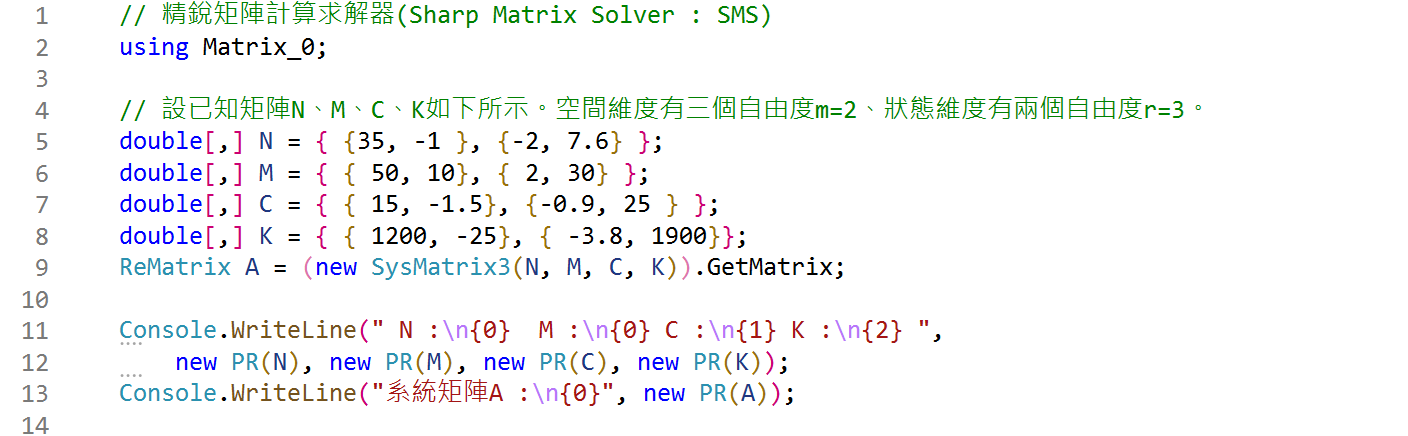 1 // 精銳矩陣計算求解器(Sharp Matrix Solver : SMS)
2 using Matrix_0;
3
4 // 設已知矩陣N、M、C、K如下所示。空間維度有三個自由度m=2、狀態維度有兩個自由度r=3。
5 double[,] N = { {35, -1 }, {-2, 7.6} };
6 double[,] M = { { 50, 10}, { 2, 30} };
7 double[,] C = { { 15, -1.5}, {-0.9, 25 } };
8 double[,] K = { { 1200, -25}, { -3.8, 1900}};
9 ReMatrix A = (new SysMatrix3(N, M, C, K)).GetMatrix;
10
11 Console.WriteLine(" N :\n{0}  M :\n{0} C :\n{1} K :\n{2} ",
12    new PR(N), new PR(M), new PR(C), new PR(K));
13 Console.WriteLine("系統矩陣A :\n{0}", new PR(A));
14